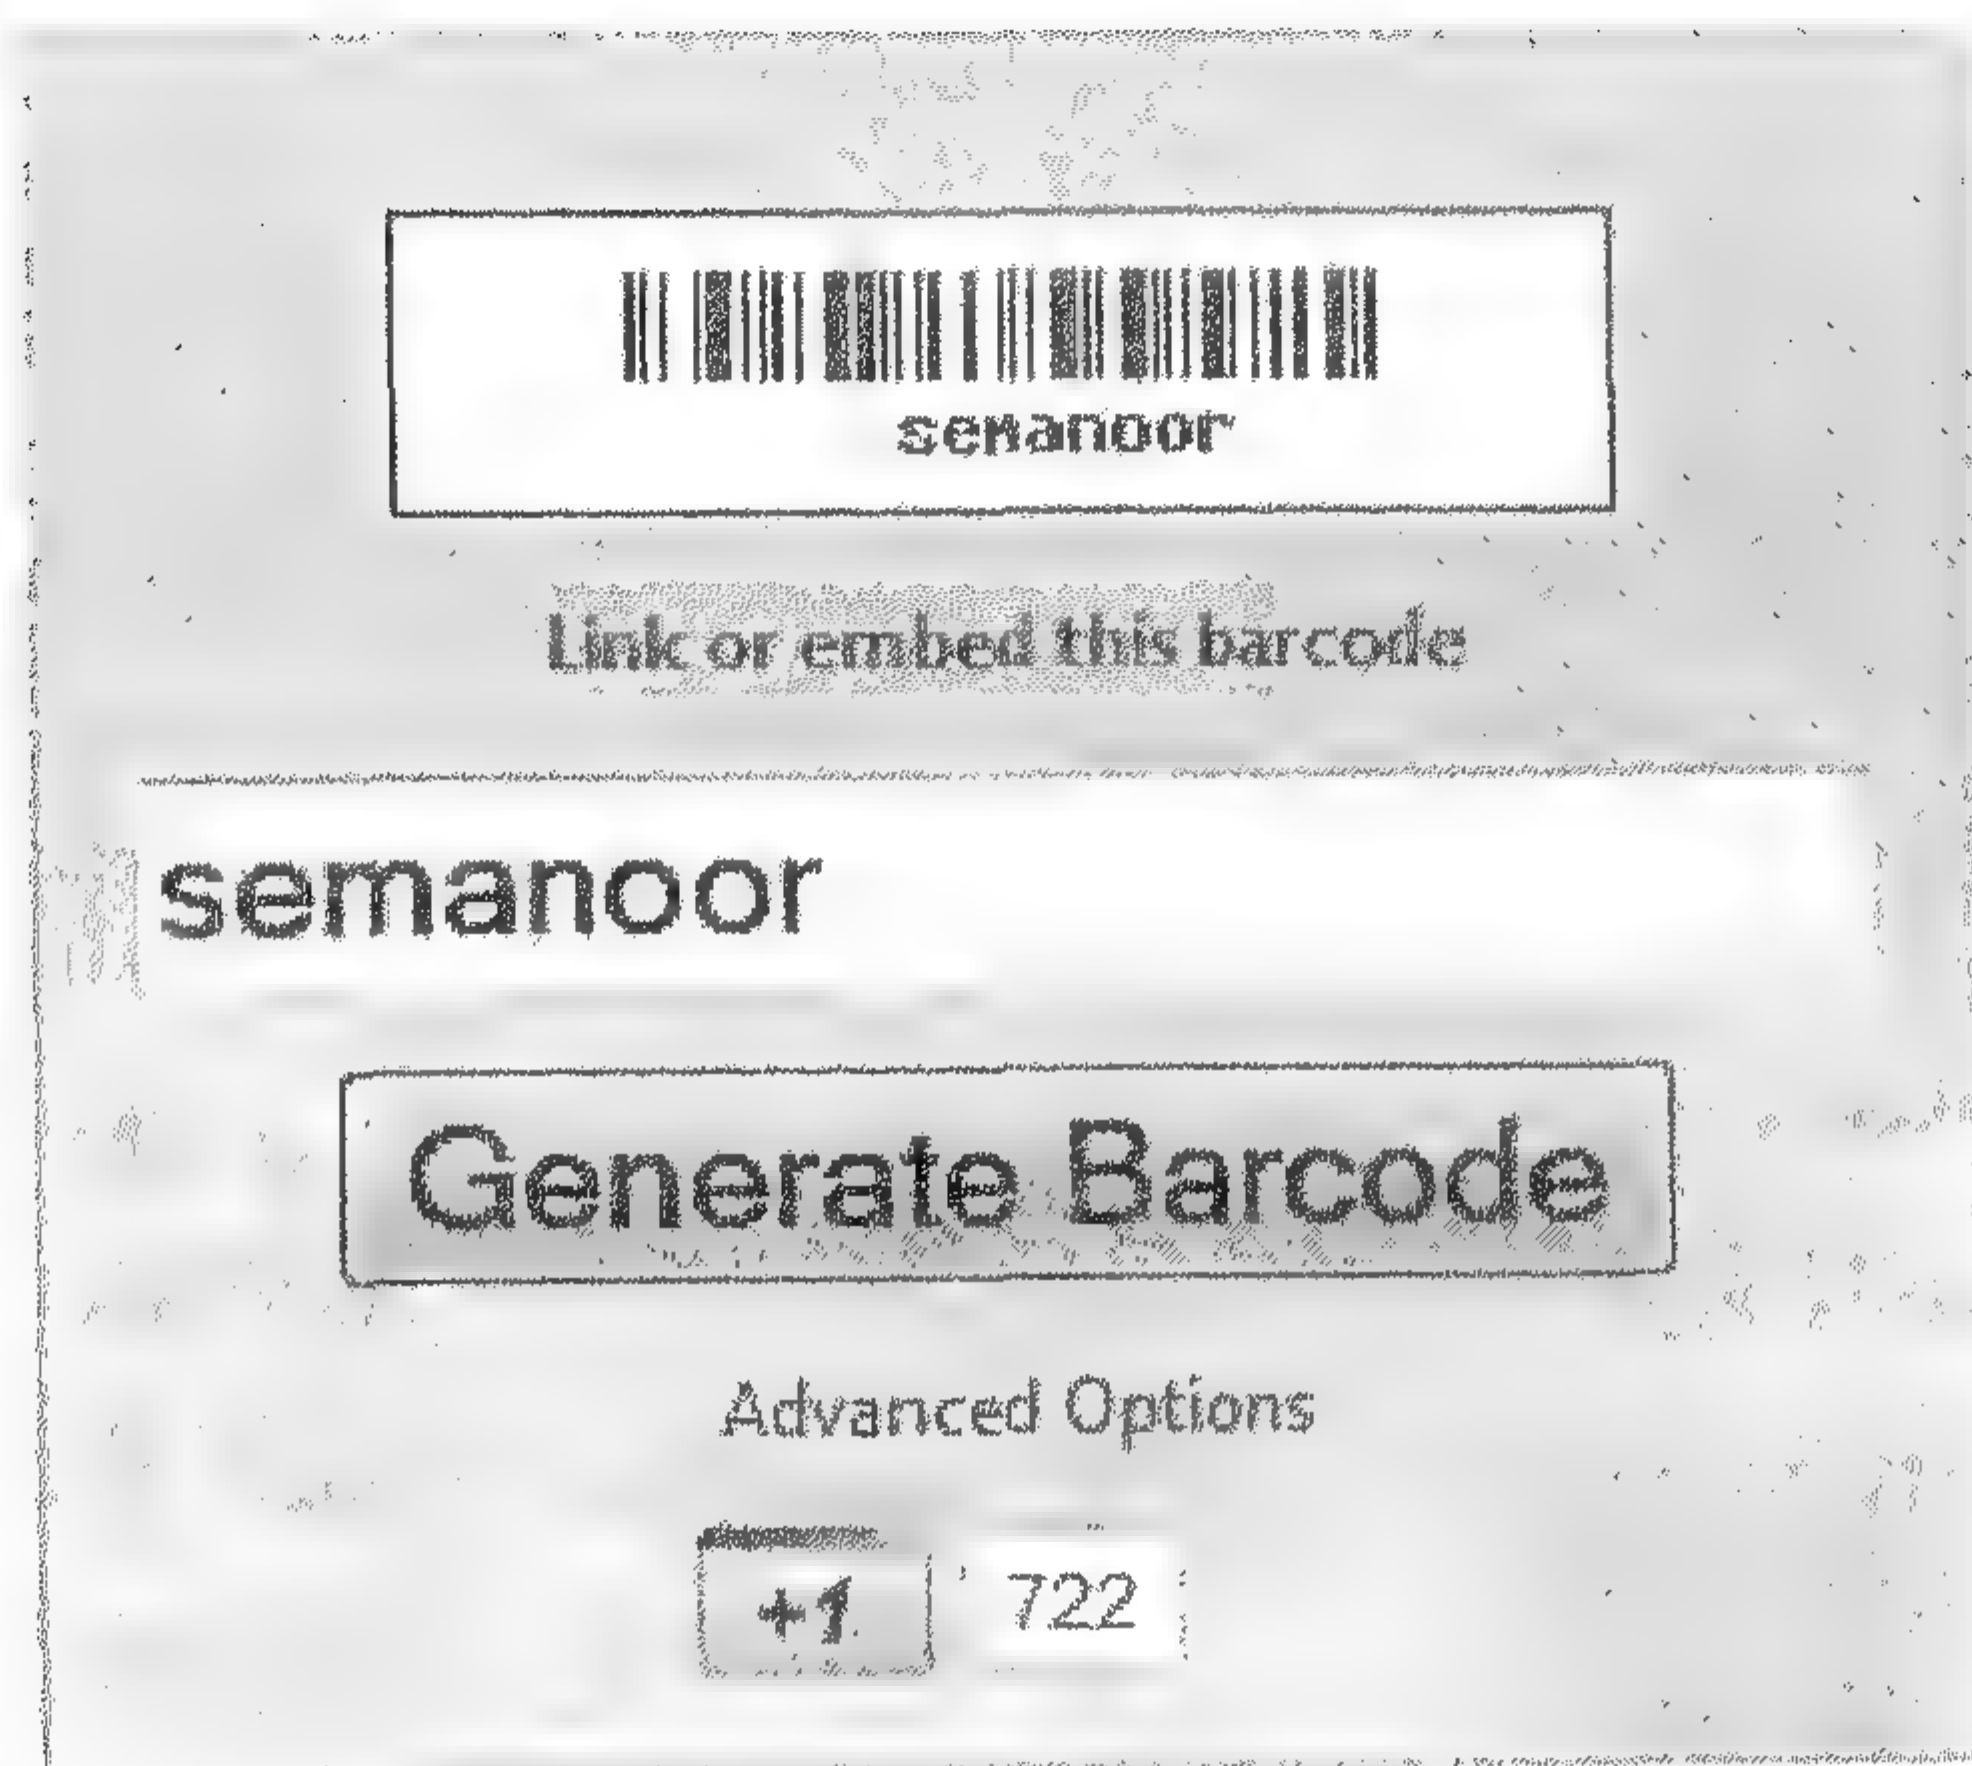 semanoor
Link or embed this barcode
semanoor
Generate Barcode
Advanced Options
+1 722